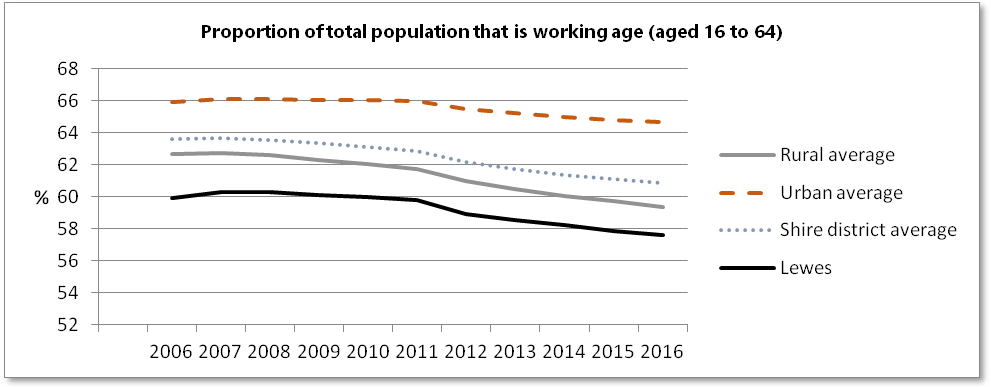 Proportion of total population that is working age (aged 16 to 64)
68
66
64
62
60
58
56
54
52
%
2006 2007 2008 2009 2010 2011 2012 2013 2014 2015 2016
Rural average
Urban average
Shire district average
Lewes